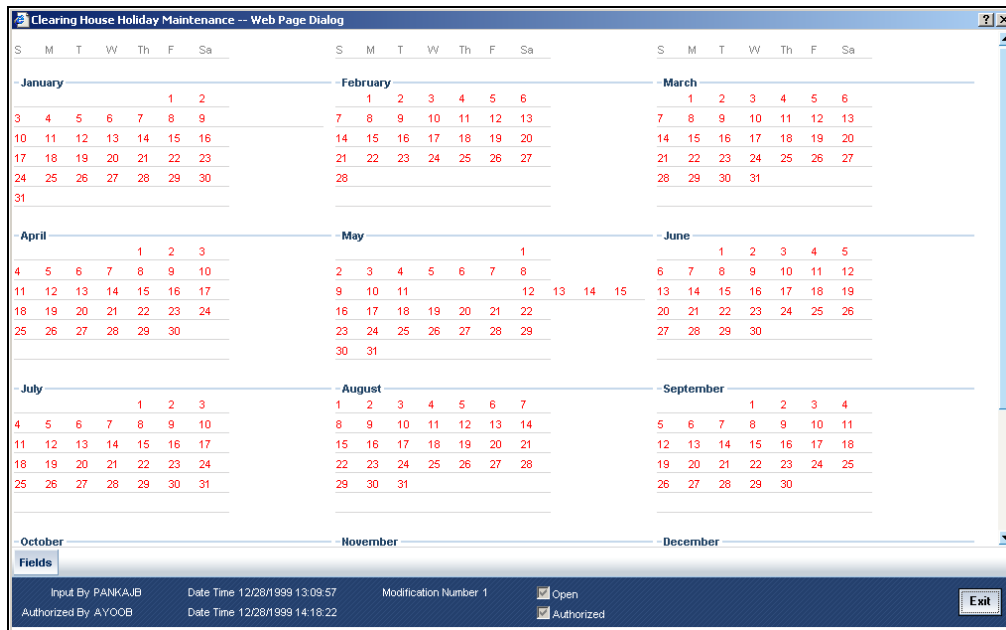 Clearing House Holiday Maintenance -- Web Page Dialog
S M T W Th F Sa S M T W Th F Sa S M T W Th F Sa
January February March
1 2 1 2 3 4 5 6 1 2 3 4 5 6
3 4 5 6 7 8 9 7 8 9 10 11 12 13 7 8 9 10 11 12 13
10 11 12 13 14 15 16 14 15 16 17 18 19 20 14 15 16 17 18 19 20
17 18 19 20 21 22 23 21 22 23 24 25 26 27 21 22 23 24 25 26 27
24 25 26 27 28 29 30 28 28 29 30 31
31
April May June
1 2 3 1 1 2 3 4 5
4 5 6 7 8 9 10 2 3 4 5 6 7 8 6 7 8 9 10 11 12
11 12 13 14 15 16 17 9 10 11 12 13 14 15 13 14 15 16 17 18 19
18 19 20 21 22 23 24 16 17 18 19 20 21 22 20 21 22 23 24 25 26
25 26 27 28 29 30 23 24 25 26 27 28 29 27 28 29 30
30 31
July August September
1 2 3 1 2 3 4 5 6 7 1 2 3 4
4 5 6 7 8 9 10 8 9 10 11 12 13 14 5 6 7 8 9 10 11
11 12 13 14 15 16 17 15 16 17 18 19 20 21 12 13 14 15 16 17 18
18 19 20 21 22 23 24 22 23 24 25 26 27 28 19 20 21 22 23 24 25
25 26 27 28 29 30 31 29 30 31 26 27 28 29 30
October November December
Fields
Input By PANKAJB Date Time 12/28/1999 13:09:57 Modification Number 1 Open
Authorized By AYOOB Date Time 12/28/1999 14:18:22 Authorized
Exit